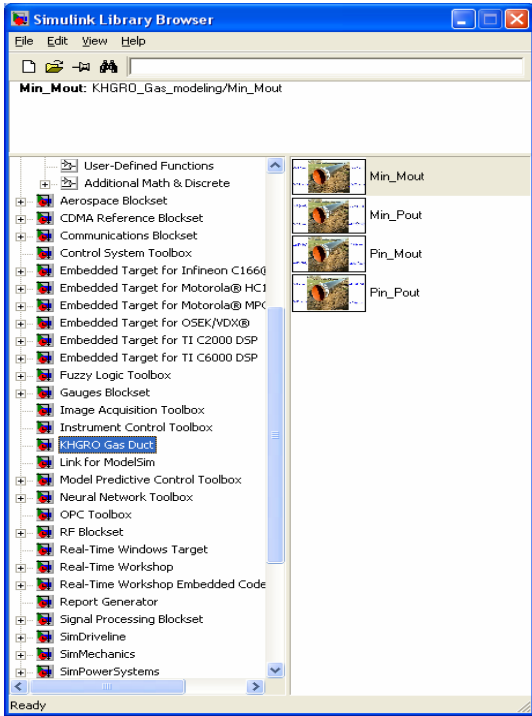 Simulink Library Browser
File Edit View Help
Min_Mout: KHGRO_Gas_modeling/Min_Mout
User-Defined Functions
Additional Math & Discrete
Aerospace Blockset
CDMA Reference Blockset
Communications Blockset
Control System Toolbox
Embedded Target for Infineon C166
Embedded Target for Motorola® HC1
Embedded Target for Motorola® MPC
Embedded Target for OSEK/VDX®
Embedded Target for TI C2000 DSP
Embedded Target for TI C6000 DSP
Fuzzy Logic Toolbox
Gauges Blockset
Image Acquisition Toolbox
Instrument Control Toolbox
KHGRO Gas Duct
Link for ModelSim
Model Predictive Control Toolbox
Neural Network Toolbox
OPC Toolbox
RF Blockset
Real-Time Windows Target
Real-Time Workshop
Real-Time Workshop Embedded Code
Report Generator
Signal Processing Blockset
SimDriveline
SimMechanics
SimPowerSystems
Min_Mout
Min_Pout
Pin_Mout
Pin_Pout
Ready